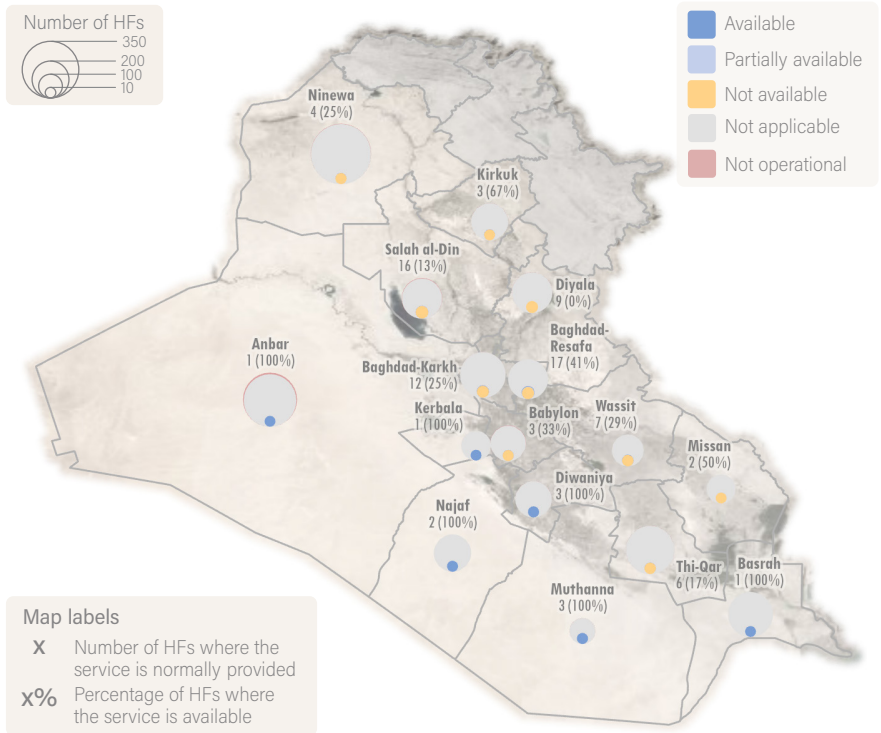 Number of HFs
350
200
100
10
Available
Partially available
Not available
Not applicable
Not operational
Ninewa
4 (25%)
Kirkuk
3 (67%)
Salah al-Din
16 (13%)
Diyala
9 (0%)
Baghdad-
Resafa
17 (41%)
Anbar
1 (100%)
Baghdad-Karkh
12 (25%)
Kerbala
1 (100%)
Babylon
3 (33%)
Wassit
7 (29%)
Missan
2 (50%)
Diwaniya
3 (100%)
Najaf
2 (100%)
Thi-Qar
6 (17%)
Basrah
1 (100%)
Muthanna
3 (100%)
Map labels
x Number of HFs where the
service is normally provided
x% Percentage of HFs where
the service is available